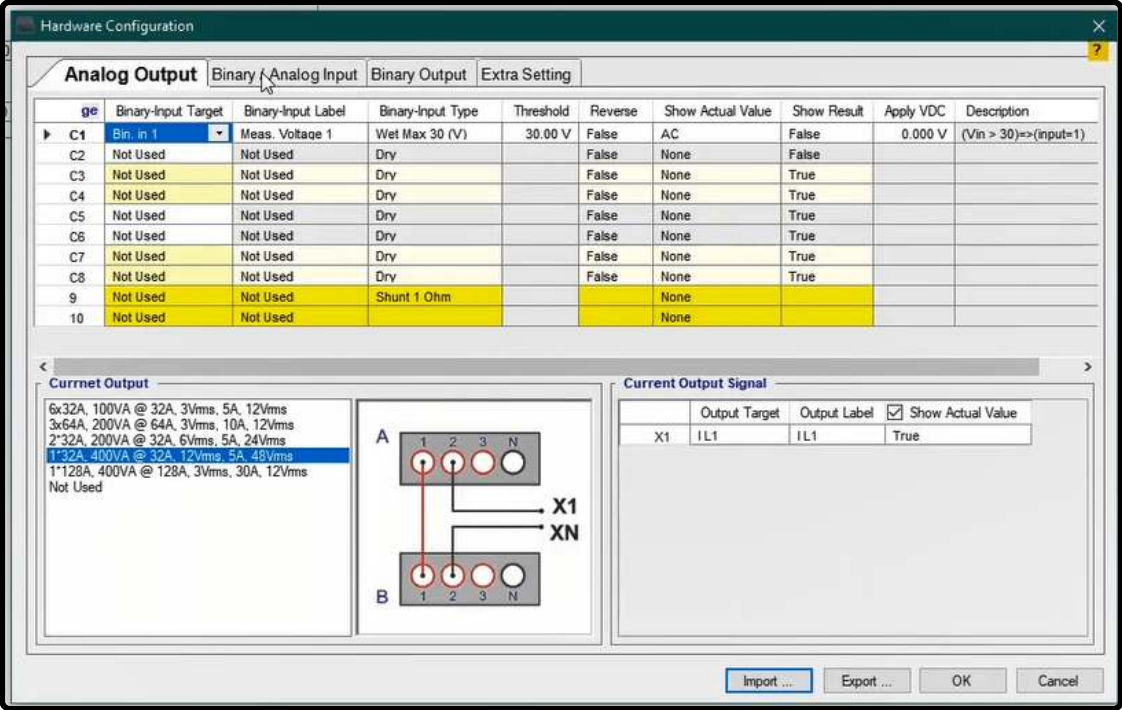 Hardware Configuration
?
Analog Output Binary / Analog Input Binary Output Extra Setting
ge Binary-Input Target Binary-Input Label Binary-Input Type Threshold Reverse Show Actual Value Show Result Apply VDC Description
C1 Bin. in 1 Meas. Voltage 1 Wet Max 30 (V) 30.00 V False AC False 0.000 V (Vin > 30)=>(input=1)
C2 Not Used Not Used Dry False None False
C3 Not Used Not Used Dry False None True
C4 Not Used Not Used Dry False None True
C5 Not Used Not Used Dry False None True
C6 Not Used Not Used Dry False None True
C7 Not Used Not Used Dry False None True
C8 Not Used Not Used Dry False None True
9 Not Used Not Used Shunt 1 Ohm None
10 Not Used Not Used None
Currnet Output
6x32A, 100VA @ 32A, 3Vrms, 5A, 12Vrms
3x64A, 200VA @ 64A, 3Vrms, 10A, 12Vrms
2*32A, 200VA @ 32A, 6Vrms, 5A, 24Vrms
1*32A, 400VA @ 32A, 12Vrms, 5A, 48Vrms
1*128A, 400VA @ 128A, 3Vrms, 30A, 12Vrms
Not Used
A 1 2 3 N
X1
XN
B 1 2 3 N
Current Output Signal
Output Target Output Label Show Actual Value
X1 I L1 I L1 True
Import ... Export ... OK Cancel